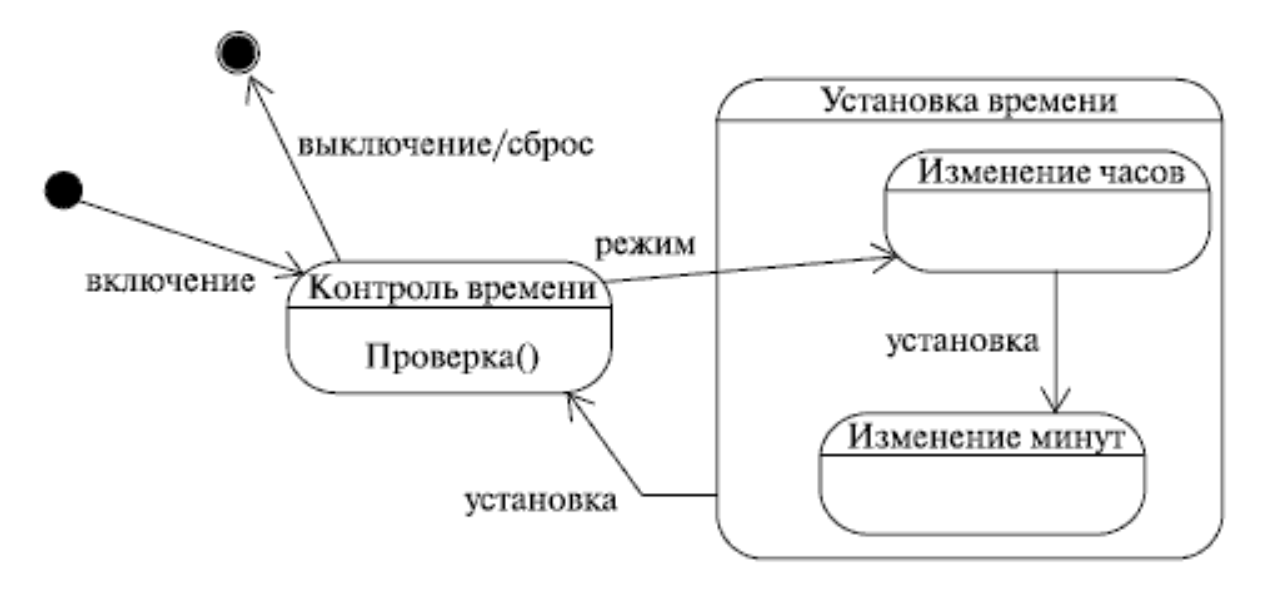 Установка времени
выключение/сброс
Изменение часов
режим
включение
Контроль времени
установка
Проверка()
Изменение минут
установка